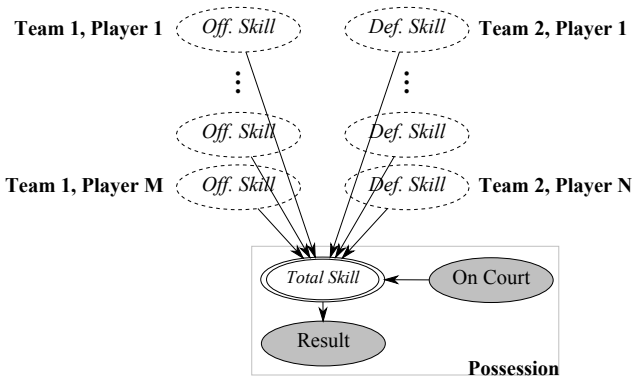 Team 1, Player 1 Off. Skill Def. Skill Team 2, Player 1
Off. Skill Def. Skill
Team 1, Player M Off. Skill Def. Skill Team 2, Player N
Total Skill On Court
Result
Possession